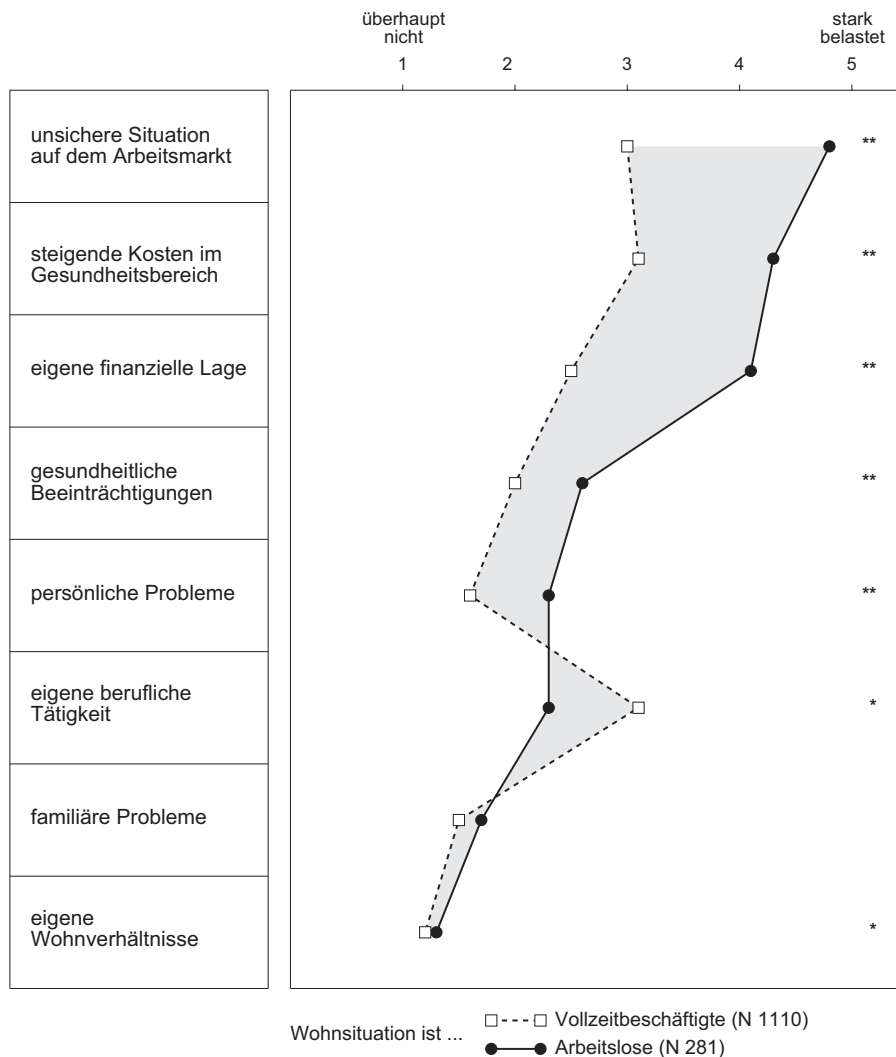 überhaupt
nicht
stark
belastet
1 2 3 4 5
unsichere Situation
auf dem Arbeitsmarkt
**
steigende Kosten im
Gesundheitsbereich
**
eigene finanzielle Lage
**
gesundheitliche
Beeinträchtigungen
**
persönliche Probleme
**
eigene berufliche
Tätigkeit
*
familiäre Probleme
eigene
Wohnverhältnisse
*
Wohnsituation ist ...
Vollzeitbeschäftigte (N 1110)
Arbeitslose (N 281)